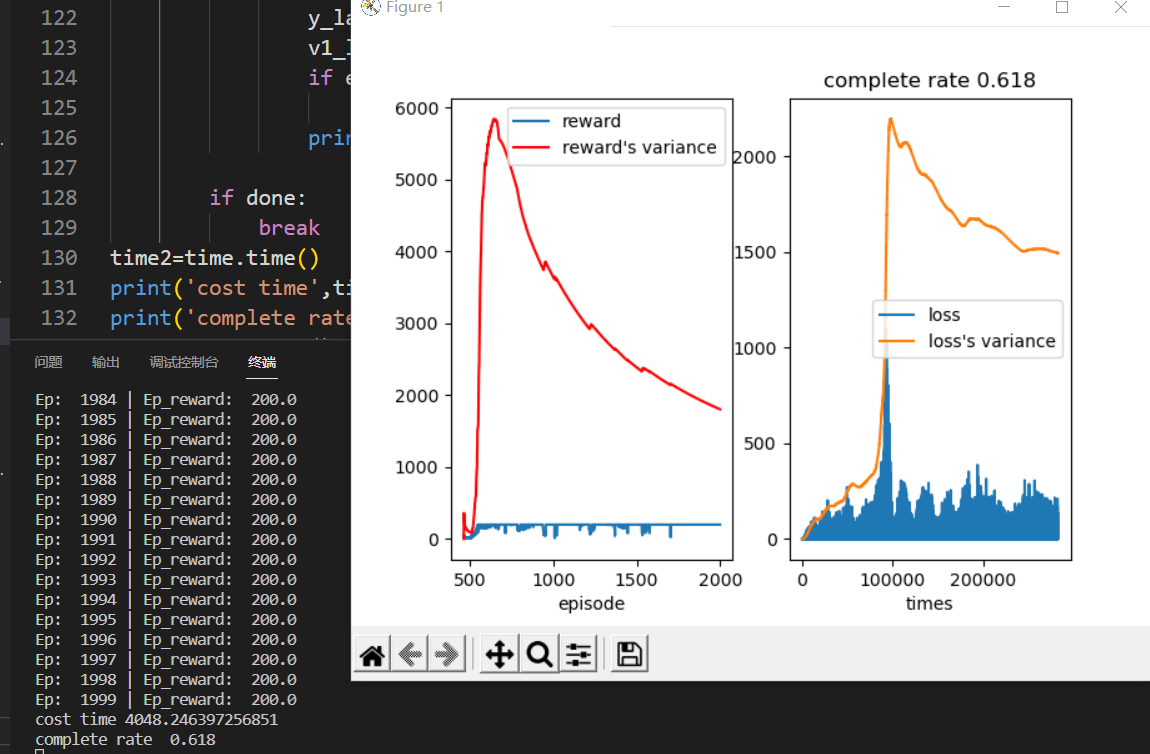 Figure 1
122 y_la
123 v1_
124 if e
125
126 prin
127
128 if done:
129 break
130 time2=time.time()
131 print('cost time',ti
132 print('complete rate
问题 输出 调试控制台 终端
Ep: 1984 | Ep_reward: 200.0
Ep: 1985 | Ep_reward: 200.0
Ep: 1986 | Ep_reward: 200.0
Ep: 1987 | Ep_reward: 200.0
Ep: 1988 | Ep_reward: 200.0
Ep: 1989 | Ep_reward: 200.0
Ep: 1990 | Ep_reward: 200.0
Ep: 1991 | Ep_reward: 200.0
Ep: 1992 | Ep_reward: 200.0
Ep: 1993 | Ep_reward: 200.0
Ep: 1994 | Ep_reward: 200.0
Ep: 1995 | Ep_reward: 200.0
Ep: 1996 | Ep_reward: 200.0
Ep: 1997 | Ep_reward: 200.0
Ep: 1998 | Ep_reward: 200.0
Ep: 1999 | Ep_reward: 200.0
cost time 4048.246397256851
complete rate 0.618
6000
5000
4000
3000
2000
1000
0
reward
reward's variance
500 1000 1500 2000
episode
complete rate 0.618
2000
1500
1000
500
0
loss
loss's variance
0 100000 200000
times